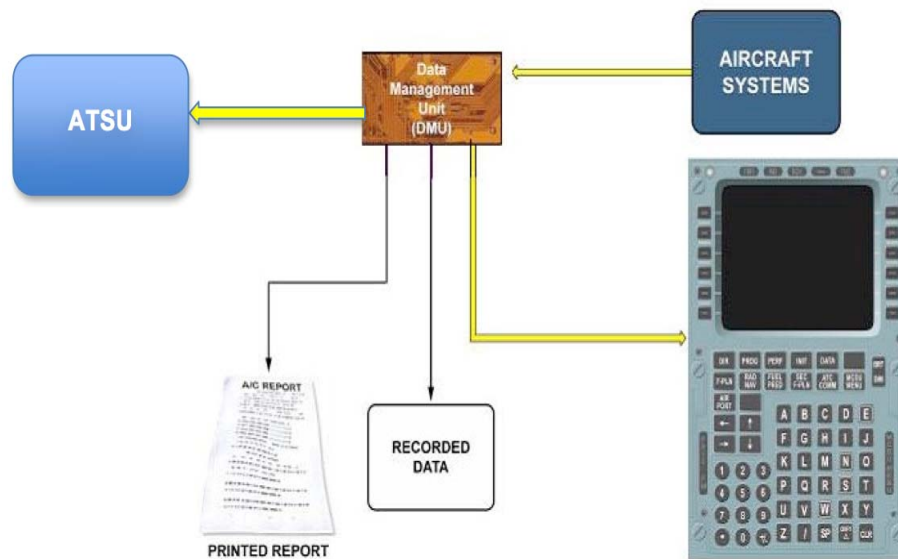 ATSU
Data
Management
Unit
(DMU)
AIRCRAFT
SYSTEMS
A/C REPORT
PRINTED REPORT
RECORDED
DATA
DIR PROG PERF INIT DATA
F-PLN RAD NAV FUEL PRED SEC F-PLN ATC COMM MCDU MENU
AIR
PORT
A B C D E
F G H I J
K L M N O
P Q R S T
U V W X Y
Z / SP CLR
1 2 3
4 5 6
7 8 9
0